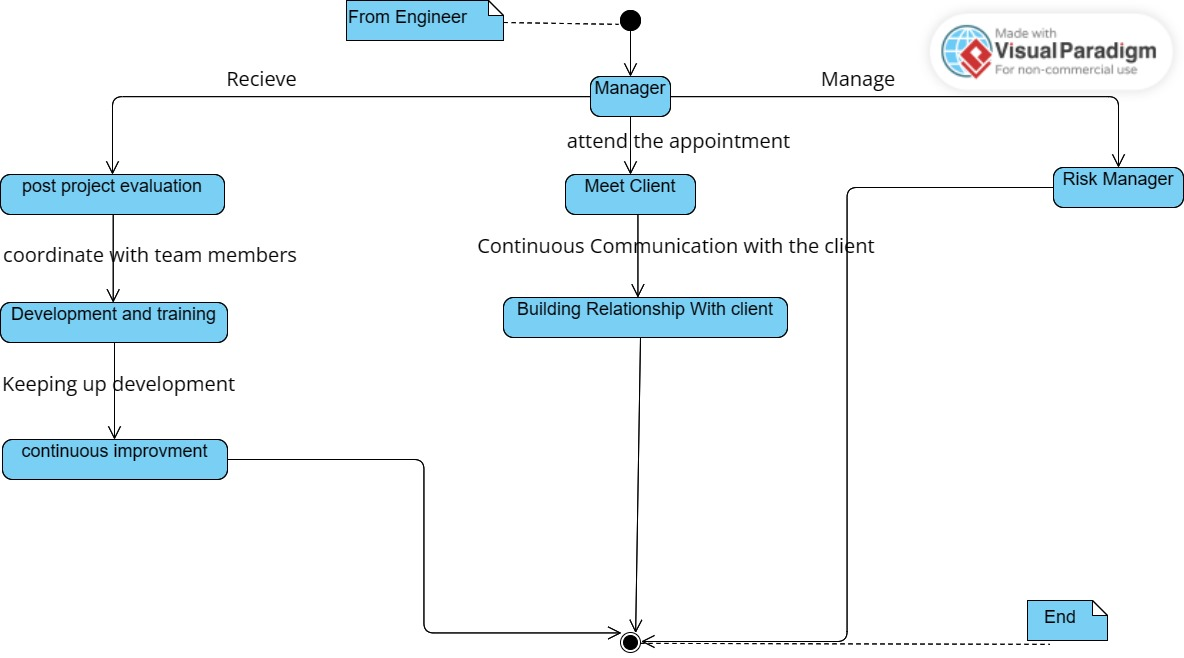 From Engineer
Made with
Visual Paradigm
For non-commercial use
Recieve
Manager
Manage
attend the appointment
post project evaluation
Meet Client
Risk Manager
coordinate with team members
Continuous Communication with the client
Development and training
Building Relationship With client
Keeping up development
continuous improvment
End